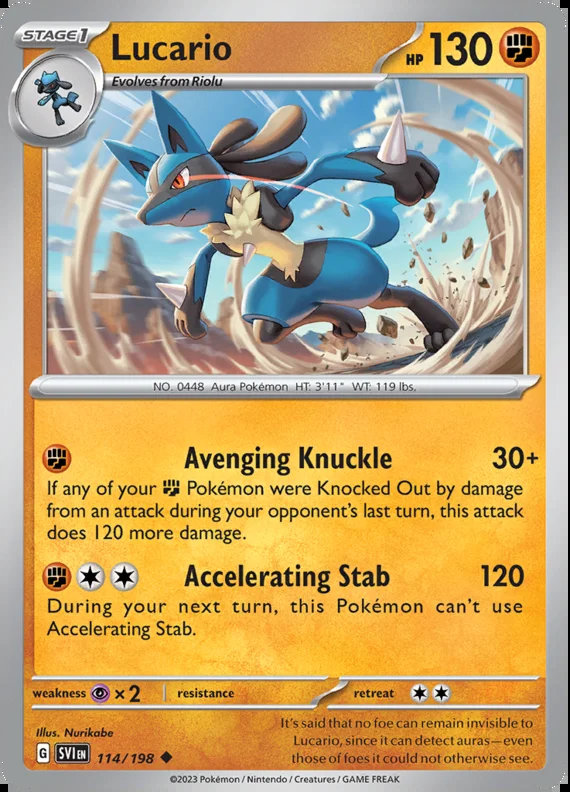 STAGE1
Lucario
HP 130
Evolves from Riolu
NO. 0448 Aura Pokémon HT: 3'11" WT: 119 lbs.
Avenging Knuckle 30+
If any of your Pokémon were Knocked Out by damage
from an attack during your opponent's last turn, this attack
does 120 more damage.
Accelerating Stab 120
During your next turn, this Pokémon can't use
Accelerating Stab.
weakness ×2 resistance retreat
Illus. Nurikabe
It's said that no foe can remain invisible to
Lucario, since it can detect auras—even
those of foes it could not otherwise see.
G SVI EN 114/198
©2023 Pokémon / Nintendo / Creatures / GAME FREAK